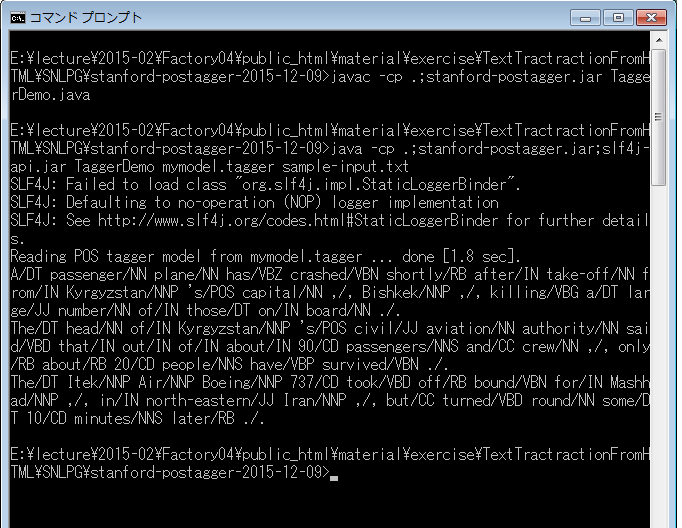 コマンド プロンプト
E:¥lecture¥2015-02¥Factory04¥public_html¥material¥exercise¥TextTractractionFromH
TML¥SNLPG¥stanford-postagger-2015-12-09>javac -cp .;stanford-postagger.jar Tagge
rDemo.java
E:¥lecture¥2015-02¥Factory04¥public_html¥material¥exercise¥TextTractractionFromH
TML¥SNLPG¥stanford-postagger-2015-12-09>java -cp .;stanford-postagger.jar;slf4j-
api.jar TaggerDemo mymodel.tagger sample-input.txt
SLF4J: Failed to load class "org.slf4j.impl.StaticLoggerBinder".
SLF4J: Defaulting to no-operation (NOP) logger implementation
SLF4J: See http://www.slf4j.org/codes.html#StaticLoggerBinder for further detail
s.
Reading POS tagger model from mymodel.tagger ... done [1.8 sec].
A/DT passenger/NN plane/NN has/VBZ crashed/VBN shortly/RB after/IN take-off/NN f
rom/IN Kyrgyzstan/NNP 's/POS capital/NN ,/, Bishkek/NNP ,/, killing/VBG a/DT lar
ge/JJ number/NN of/IN those/DT on/IN board/NN ./.
The/DT head/NN of/IN Kyrgyzstan/NNP 's/POS civil/JJ aviation/NN authority/NN sai
d/VBD that/IN out/IN of/IN about/IN 90/CD passengers/NNS and/CC crew/NN ,/, only
/RB about/RB 20/CD people/NNS have/VBP survived/VBN ./.
The/DT Itek/NNP Air/NNP Boeing/NNP 737/CD took/VBD off/RB bound/VBN for/IN Mashh
ad/NNP ,/, in/IN north-eastern/JJ Iran/NNP ,/, but/CC turned/VBD round/NN some/D
T 10/CD minutes/NNS later/RB ./.
E:¥lecture¥2015-02¥Factory04¥public_html¥material¥exercise¥TextTractractionFromH
TML¥SNLPG¥stanford-postagger-2015-12-09>